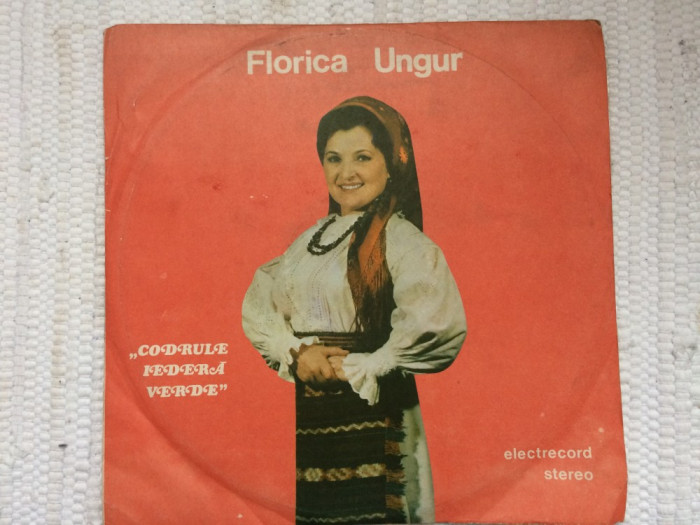 Florica Ungur
„CODRULE
IEDERĂ
VERDE”
electrecord
stereo